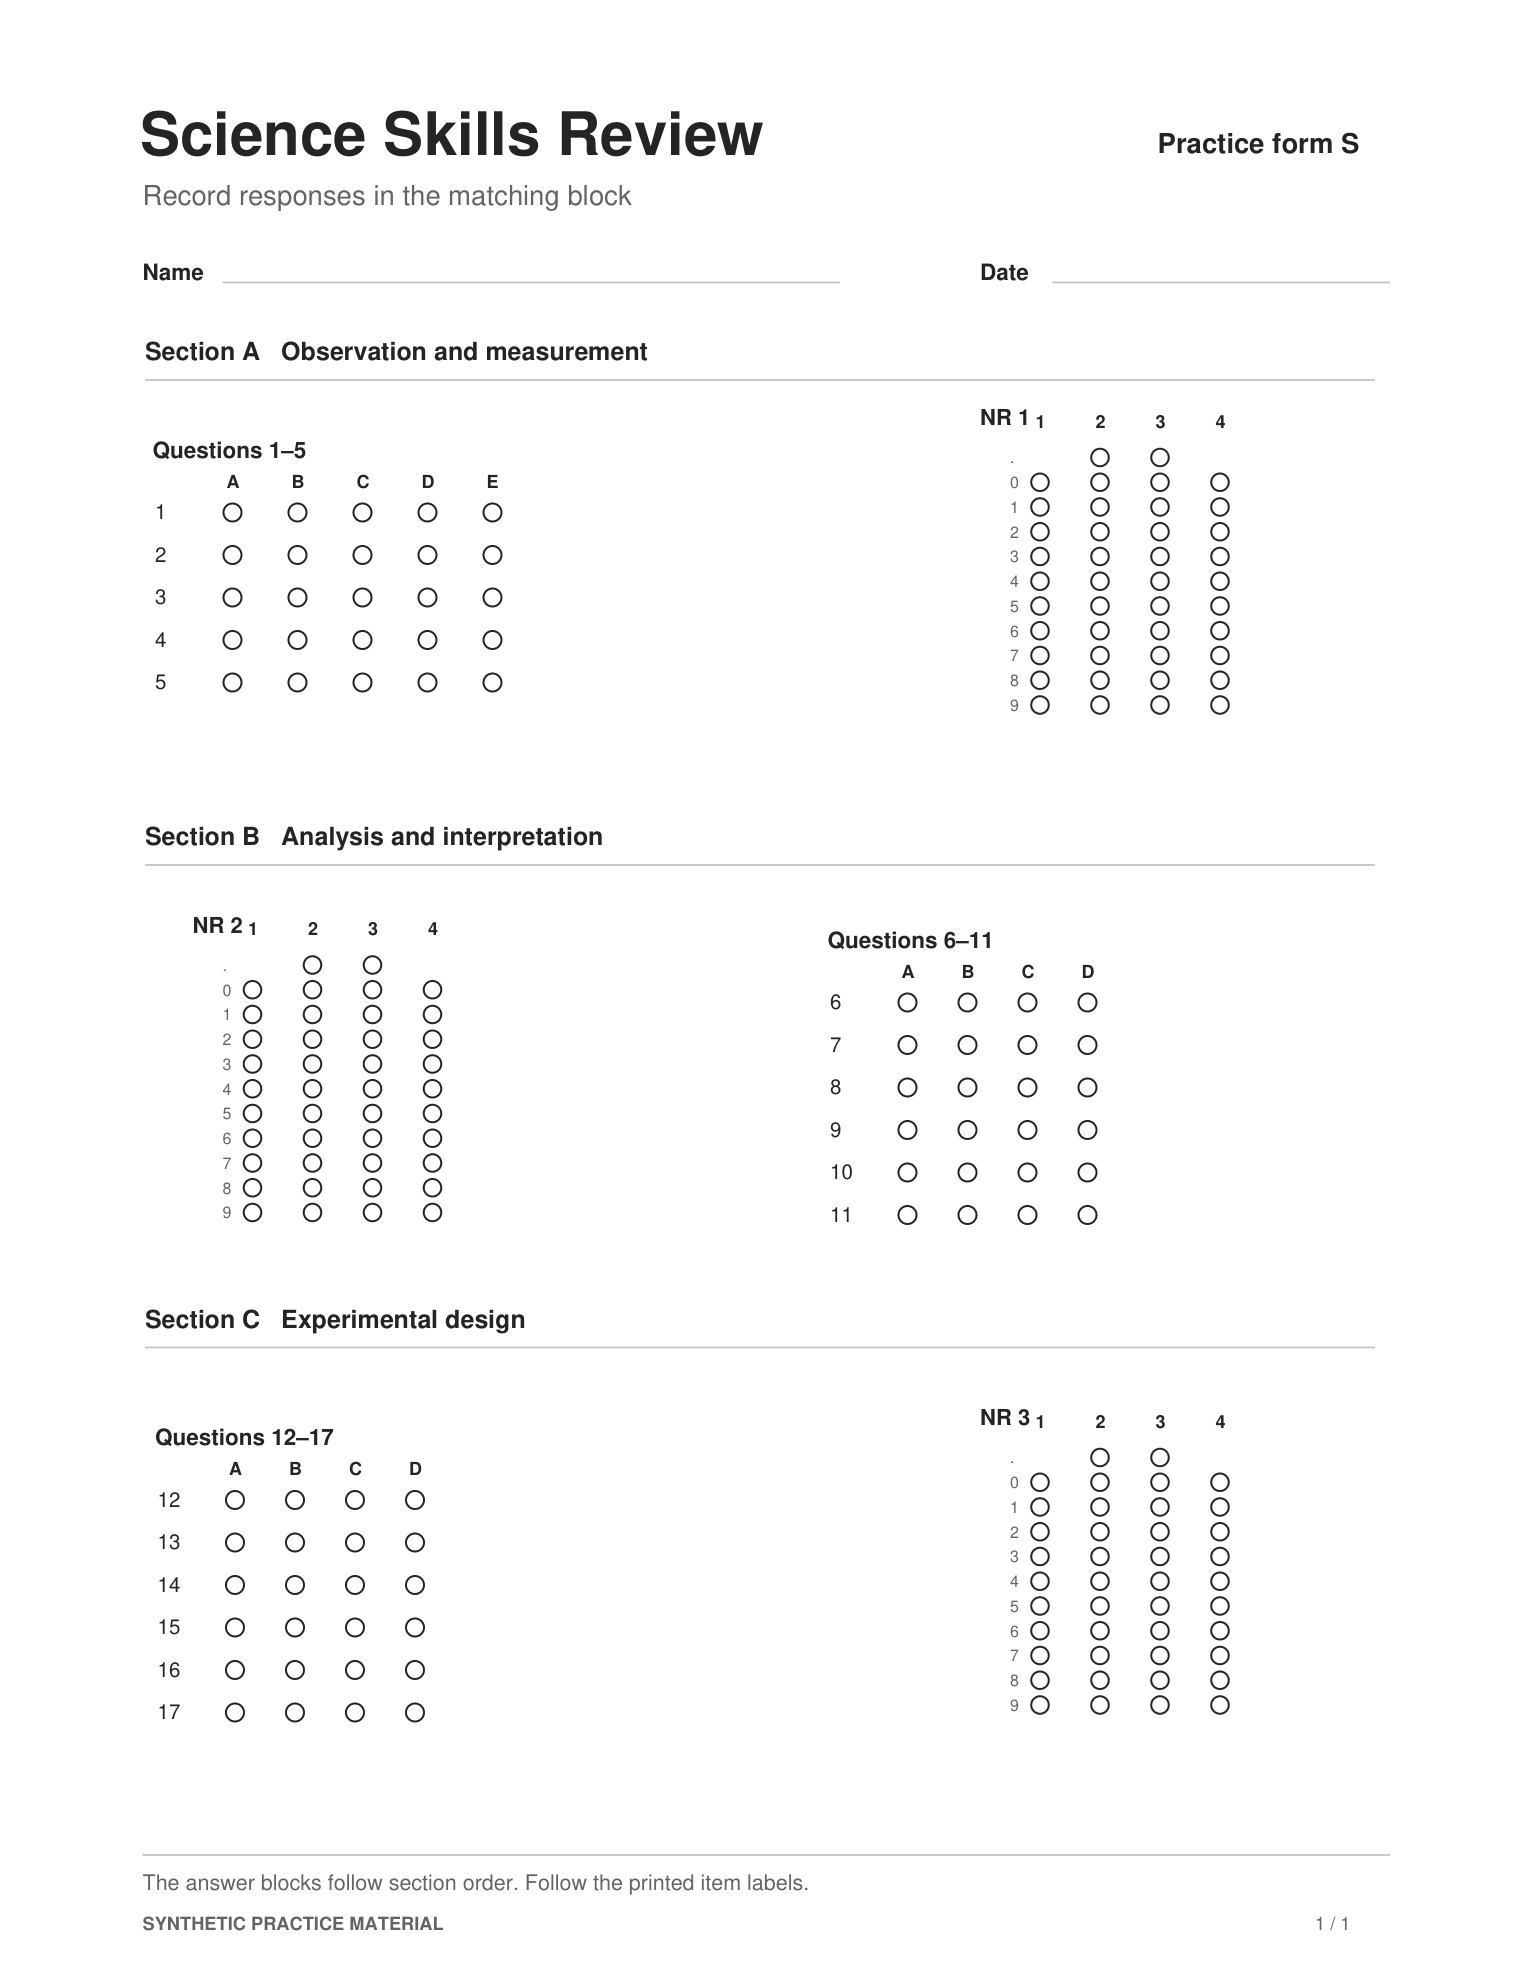 Science Skills Review
Practice form S
Record responses in the matching block
Name
Date
Section A Observation and measurement
Questions 1–5
A B C D E
1
2
3
4
5
NR 1 1 2 3 4
.
0
1
2
3
4
5
6
7
8
9
Section B Analysis and interpretation
NR 2 1 2 3 4
.
0
1
2
3
4
5
6
7
8
9
Questions 6–11
A B C D
6
7
8
9
10
11
Section C Experimental design
Questions 12–17
A B C D
12
13
14
15
16
17
NR 3 1 2 3 4
.
0
1
2
3
4
5
6
7
8
9
The answer blocks follow section order. Follow the printed item labels.
SYNTHETIC PRACTICE MATERIAL
1 / 1